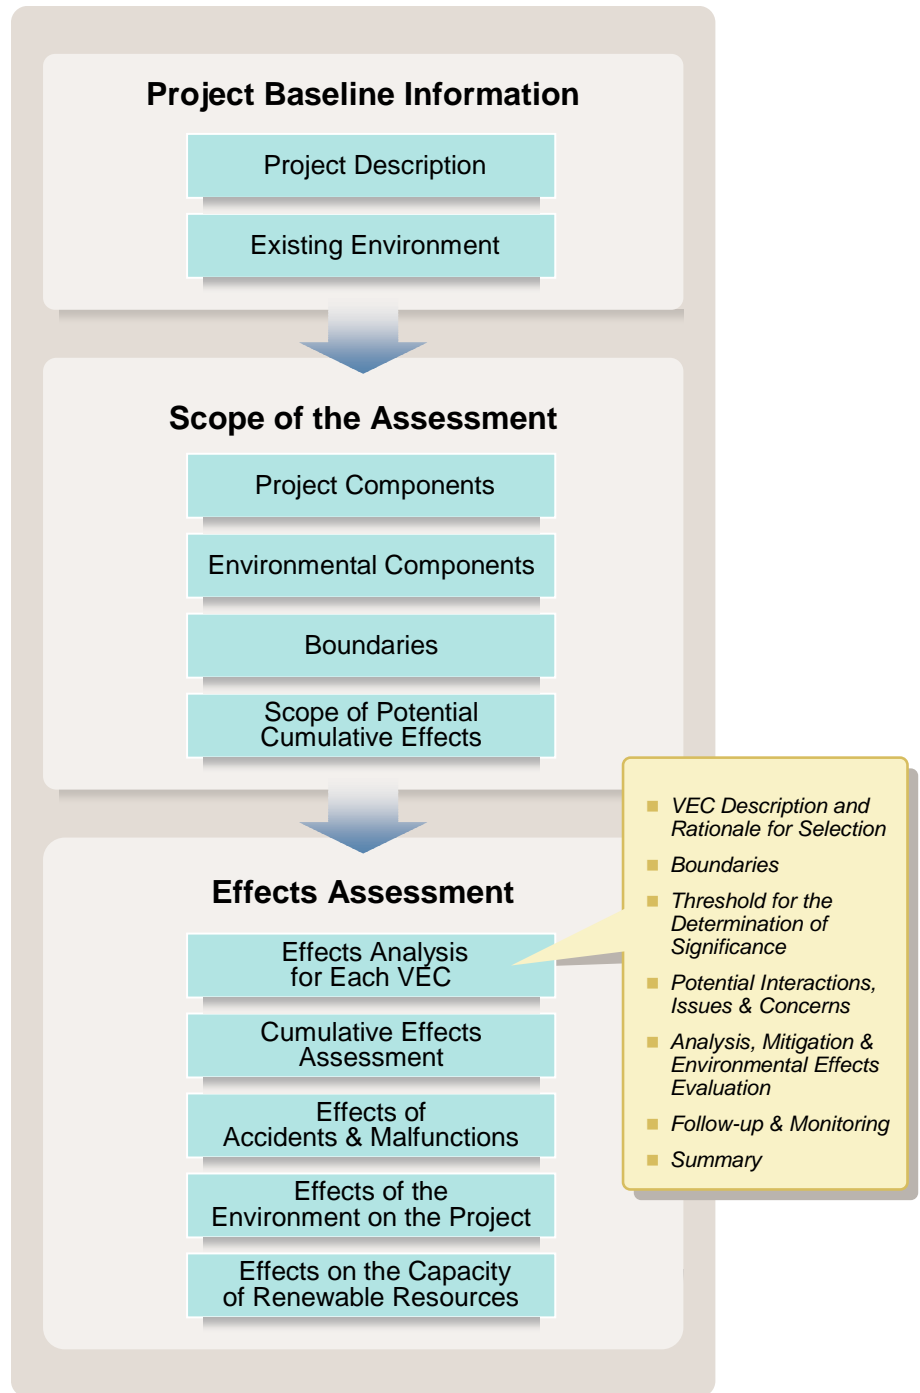 Project Baseline Information
Project Description
Existing Environment
Scope of the Assessment
Project Components
Environmental Components
Boundaries
Scope of Potential
Cumulative Effects
Effects Assessment
Effects Analysis
for Each VEC
Cumulative Effects
Assessment
Effects of
Accidents & Malfunctions
Effects of the
Environment on the Project
Effects on the Capacity
of Renewable Resources
VEC Description and
Rationale for Selection
Boundaries
Threshold for the
Determination of
Significance
Potential Interactions,
Issues & Concerns
Analysis, Mitigation &
Environmental Effects
Evaluation
Follow-up & Monitoring
Summary